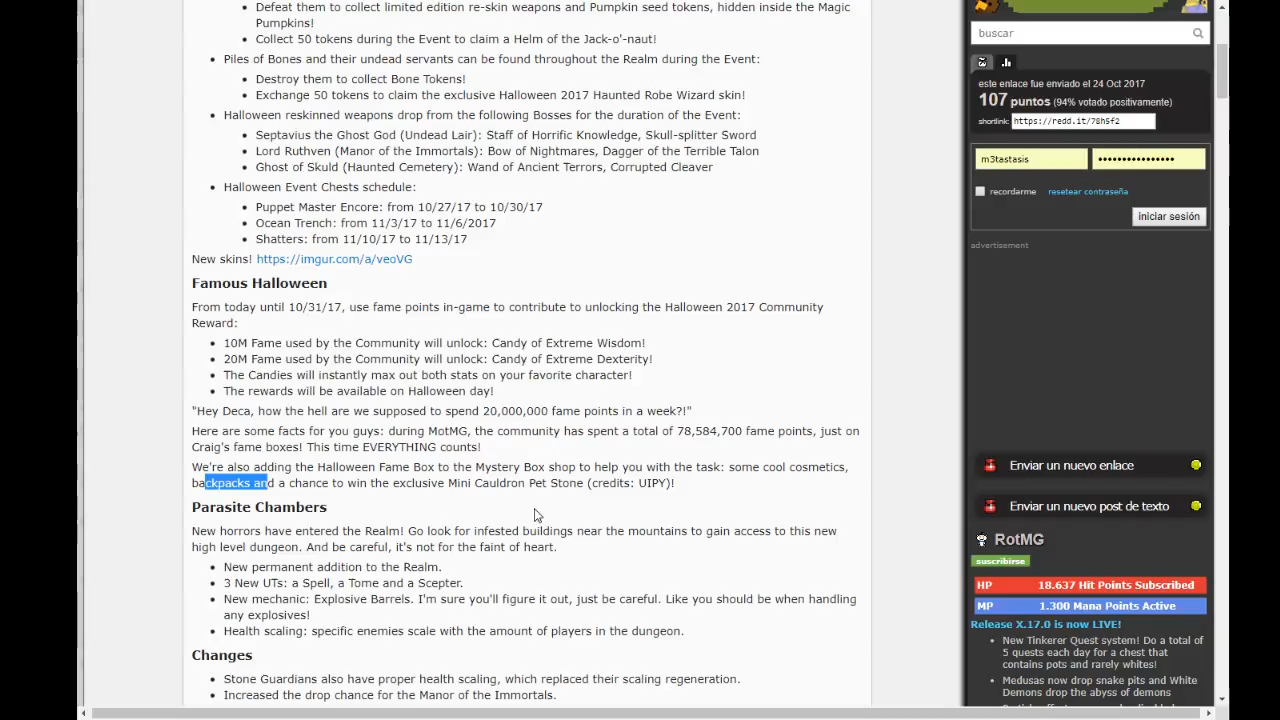 Defeat them to collect limited edition re-skin weapons and Pumpkin seed tokens, hidden inside the Magic
Pumpkins!
Collect 50 tokens during the Event to claim a Helm of the Jack-o'-naut!
Piles of Bones and their undead servants can be found throughout the Realm during the Event:
Destroy them to collect Bone Tokens!
Exchange 50 tokens to claim the exclusive Halloween 2017 Haunted Robe Wizard skin!
Halloween reskinned weapons drop from the following Bosses for the duration of the Event:
Septavius the Ghost God (Undead Lair): Staff of Horrific Knowledge, Skull-splitter Sword
Lord Ruthven (Manor of the Immortals): Bow of Nightmares, Dagger of the Terrible Talon
Ghost of Skuld (Haunted Cemetery): Wand of Ancient Terrors, Corrupted Cleaver
Halloween Event Chests schedule:
Puppet Master Encore: from 10/27/17 to 10/30/17
Ocean Trench: from 11/3/17 to 11/6/2017
Shatters: from 11/10/17 to 11/13/17
New skins! https://imgur.com/a/veoVG
Famous Halloween
From today until 10/31/17, use fame points in-game to contribute to unlocking the Halloween 2017 Community
Reward:
10M Fame used by the Community will unlock: Candy of Extreme Wisdom!
20M Fame used by the Community will unlock: Candy of Extreme Dexterity!
The Candies will instantly max out both stats on your favorite character!
The rewards will be available on Halloween day!
"Hey Deca, how the hell are we supposed to spend 20,000,000 fame points in a week?!"
Here are some facts for you guys: during MotMG, the community has spent a total of 78,584,700 fame points, just on
Craig's fame boxes! This time EVERYTHING counts!
We're also adding the Halloween Fame Box to the Mystery Box shop to help you with the task: some cool cosmetics,
backpacks and a chance to win the exclusive Mini Cauldron Pet Stone (credits: UIPY)!
Parasite Chambers
New horrors have entered the Realm! Go look for infested buildings near the mountains to gain access to this new
high level dungeon. And be careful, it's not for the faint of heart.
New permanent addition to the Realm.
3 New UTs: a Spell, a Tome and a Scepter.
New mechanic: Explosive Barrels. I'm sure you'll figure it out, just be careful. Like you should be when handling
any explosives!
Health scaling: specific enemies scale with the amount of players in the dungeon.
Changes
Stone Guardians also have proper health scaling, which replaced their scaling regeneration.
Increased the drop chance for the Manor of the Immortals.
buscar
este enlace fue enviado el 24 Oct 2017
107 puntos (94% votado positivamente)
shortlink: https://redd.it/78h5f2
m3tastasis ••••••••••••••••
recordarme resetear contraseña
iniciar sesión
advertisement
Enviar un nuevo enlace
Enviar un nuevo post de texto
RotMG
suscribirse
HP 18.637 Hit Points Subscribed
MP 1.300 Mana Points Active
Release X.17.0 is now LIVE!
New Tinkerer Quest system! Do a total of
5 quests each day for a chest that
contains pots and rarely whites!
Medusas now drop snake pits and White
Demons drop the abyss of demons